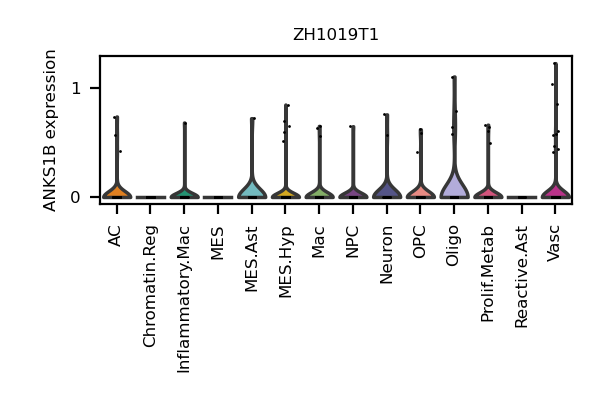 ZH1019T1
ANKS1B expression
1
0
AC
Chromatin.Reg
Inflammatory.Mac
MES
MES.Ast
MES.Hyp
Mac
NPC
Neuron
OPC
Oligo
Prolif.Metab
Reactive.Ast
Vasc